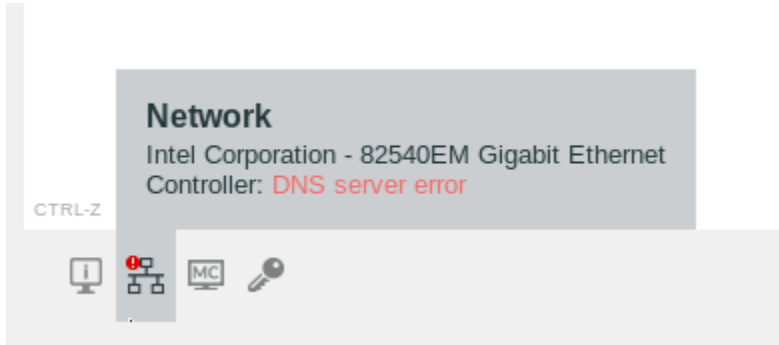 Network
Intel Corporation - 82540EM Gigabit Ethernet
Controller: DNS server error
CTRL-Z
i
MC